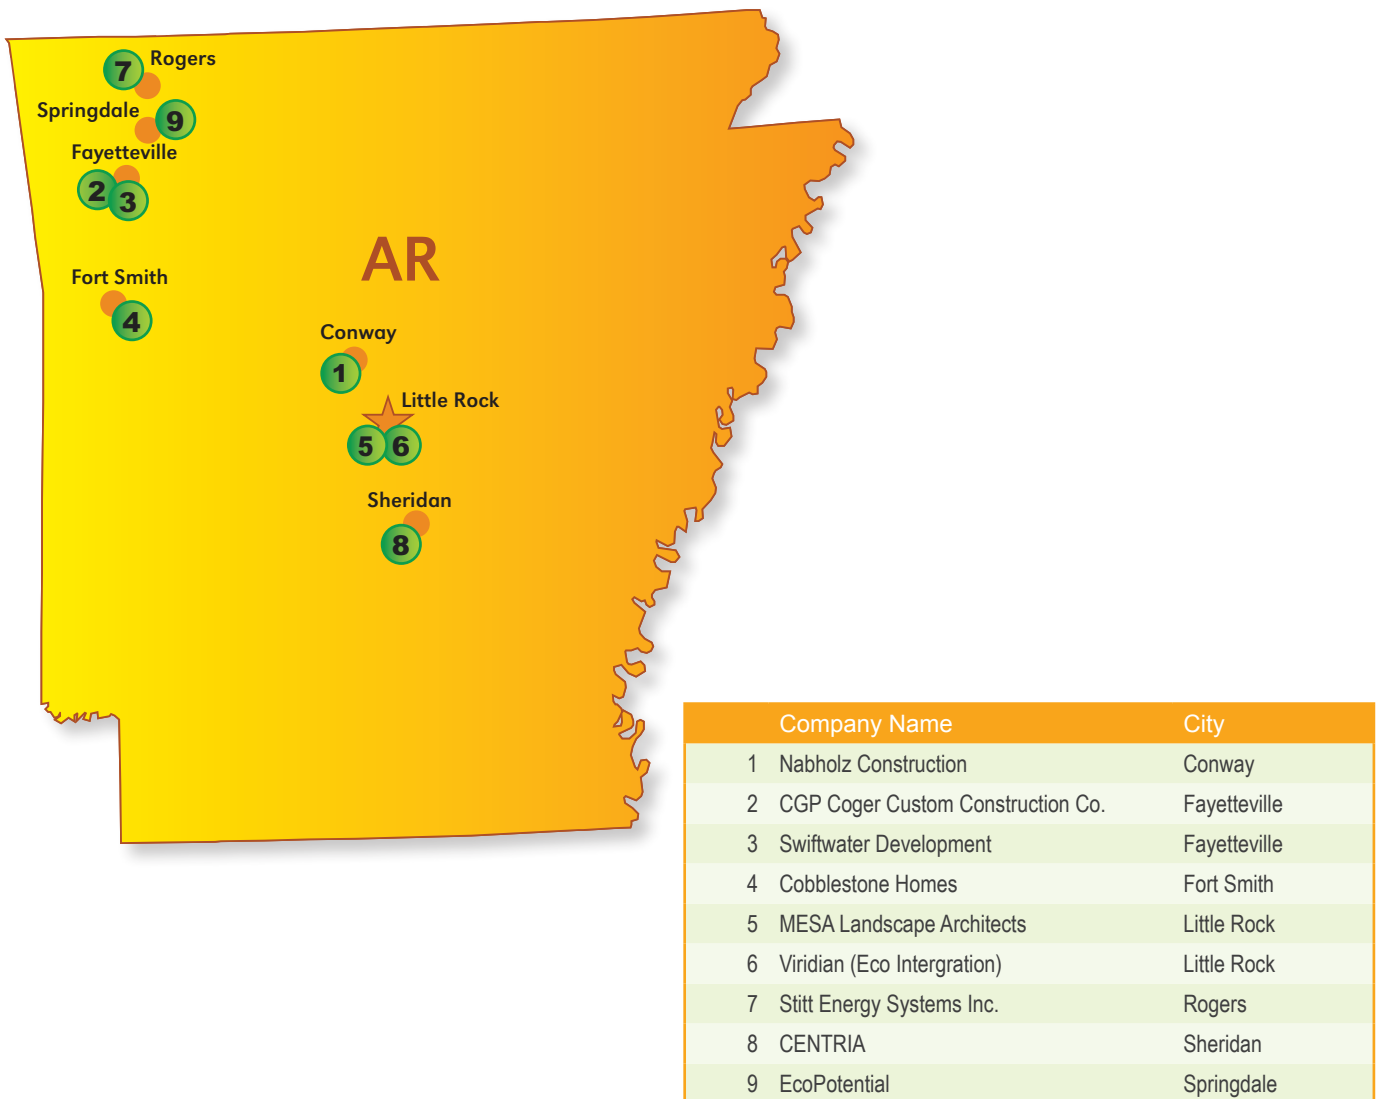 7 Rogers
Springdale 9
Fayetteville
2 3
AR
Fort Smith
4
Conway
1
Little Rock
5 6
Sheridan
8
Company Name City
1 Nabholz Construction Conway
2 CGP Coger Custom Construction Co. Fayetteville
3 Swiftwater Development Fayetteville
4 Cobblestone Homes Fort Smith
5 MESA Landscape Architects Little Rock
6 Viridian (Eco Intergration) Little Rock
7 Stitt Energy Systems Inc. Rogers
8 CENTRIA Sheridan
9 EcoPotential Springdale